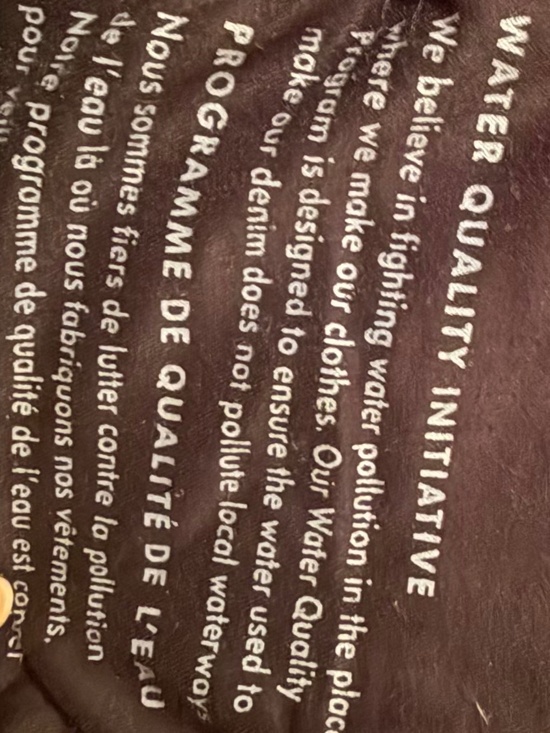 WATER QUALITY INITIATIVE
We believe in fighting water pollution in the
where we make our clothes. Our Water Quality
Program is designed to ensure the water used to
make our denim does not pollute local waterways
PROGRAMME DE QUALITÉ DE L'EAU
Nous sommes fiers de lutter contre la pollution
de l'eau là où nous fabriquons nos vêtements.
Notre programme de qualité de l'eau est
pour